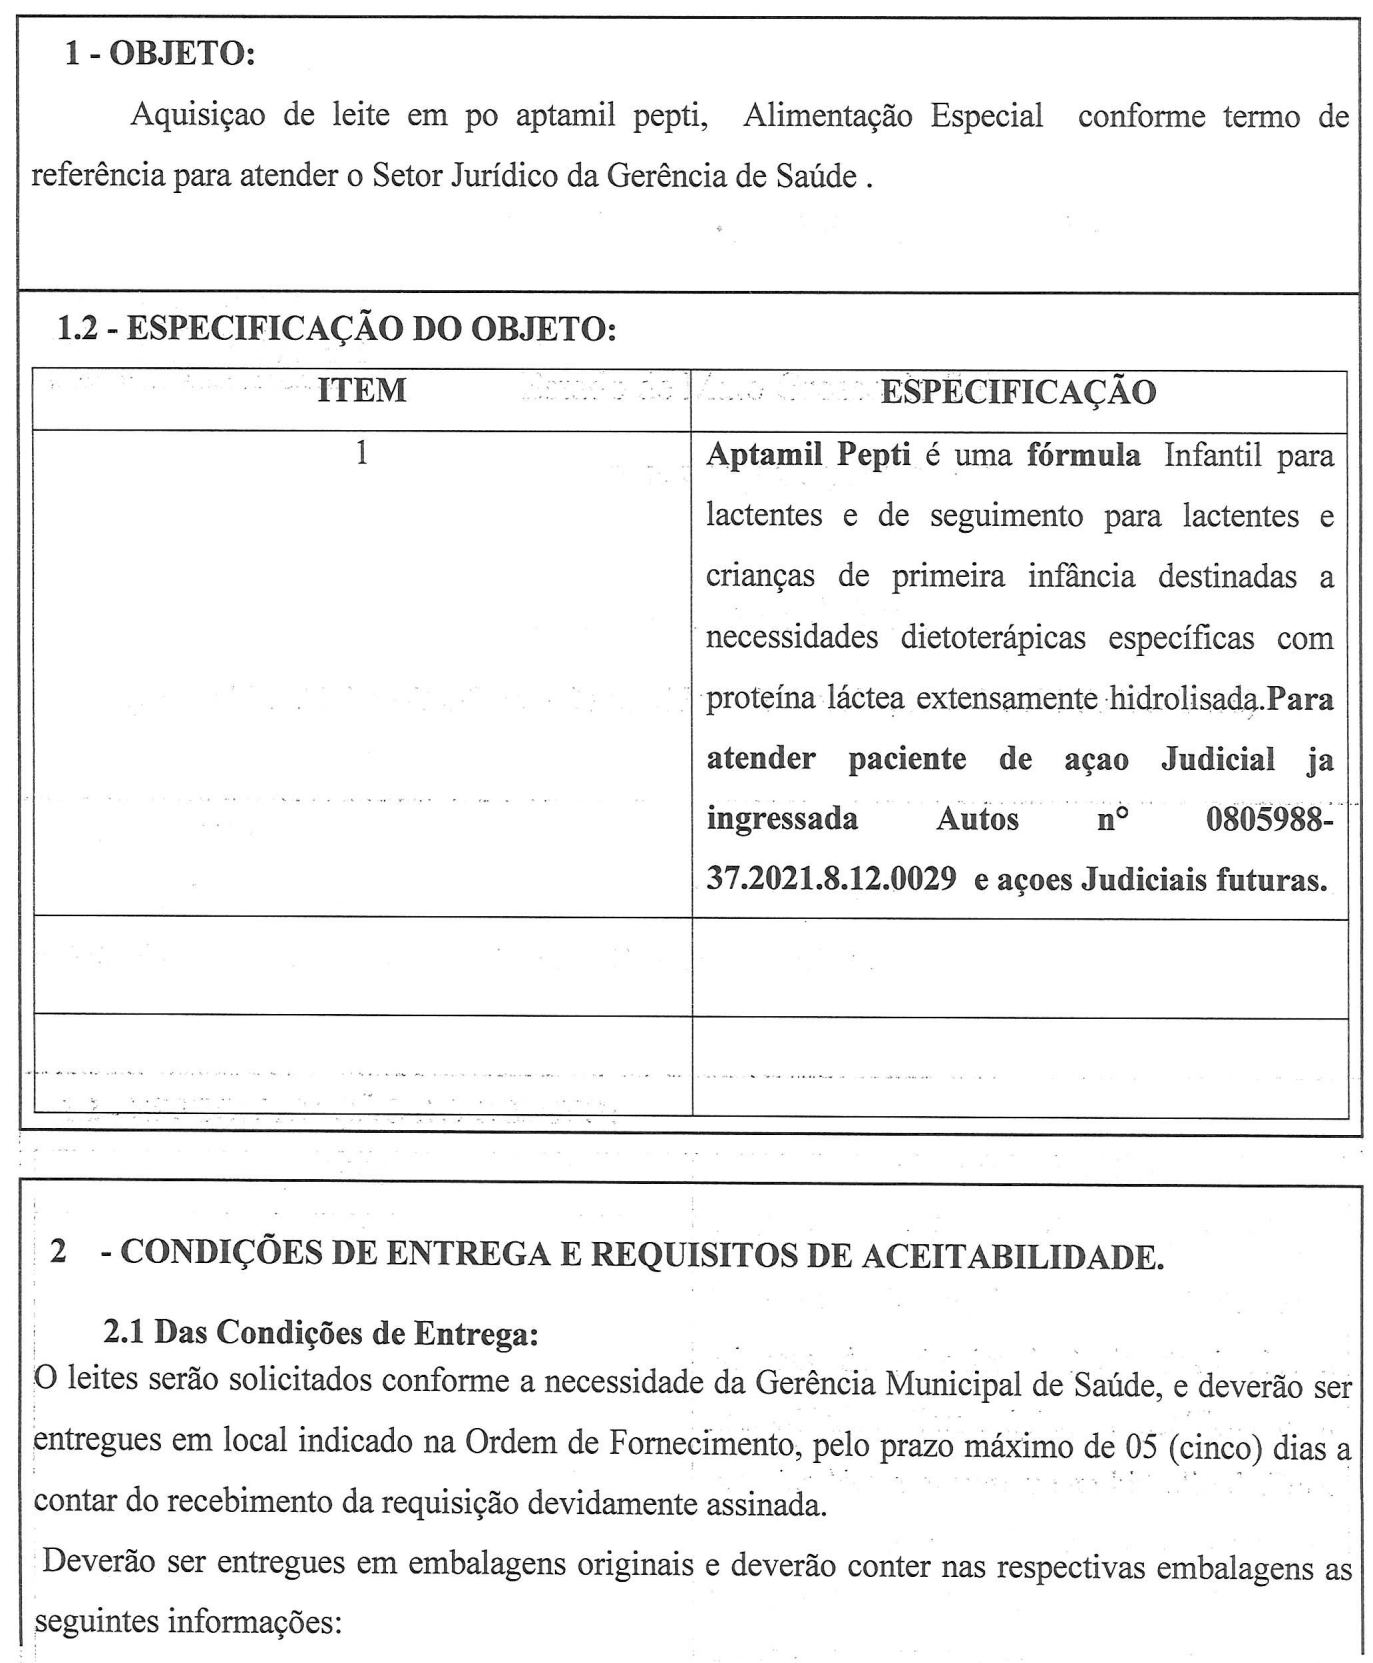 1 - OBJETO:
Aquisiçao de leite em po aptamil pepti, Alimentação Especial conforme termo de
referência para atender o Setor Jurídico da Gerência de Saúde .
1.2 - ESPECIFICAÇÃO DO OBJETO:
ITEM
ESPECIFICAÇÃO
1
Aptamil Pepti é uma fórmula Infantil para
lactentes e de seguimento para lactentes e
crianças de primeira infância destinadas a
necessidades dietoterápicas específicas com
proteína láctea extensamente hidrolisada.Para
atender paciente de açao Judicial ja
ingressada Autos nº 0805988-
37.2021.8.12.0029 e açoes Judiciais futuras.
2 - CONDIÇÕES DE ENTREGA E REQUISITOS DE ACEITABILIDADE.
2.1 Das Condições de Entrega:
O leites serão solicitados conforme a necessidade da Gerência Municipal de Saúde, e deverão ser
entregues em local indicado na Ordem de Fornecimento, pelo prazo máximo de 05 (cinco) dias a
contar do recebimento da requisição devidamente assinada.
Deverão ser entregues em embalagens originais e deverão conter nas respectivas embalagens as
seguintes informações: